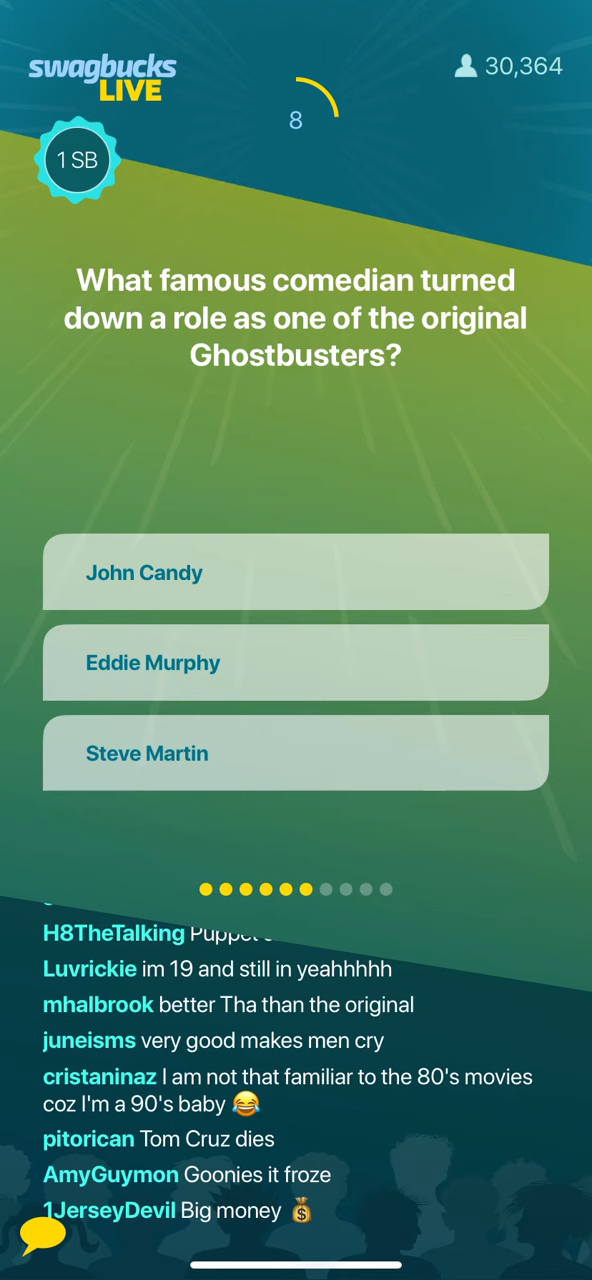 swagbucks
LIVE
30,364
8
1 SB
What famous comedian turned
down a role as one of the original
Ghostbusters?
John Candy
Eddie Murphy
Steve Martin
H8TheTalking
Luvrickie im 19 and still in yeahhhhh
mhalbrook better Tha than the original
juneisms very good makes men cry
cristaninaz I am not that familiar to the 80's movies
coz I'm a 90's baby 😂
pitorican Tom Cruz dies
AmyGuymon Goonies it froze
1JerseyDevil Big money 💰